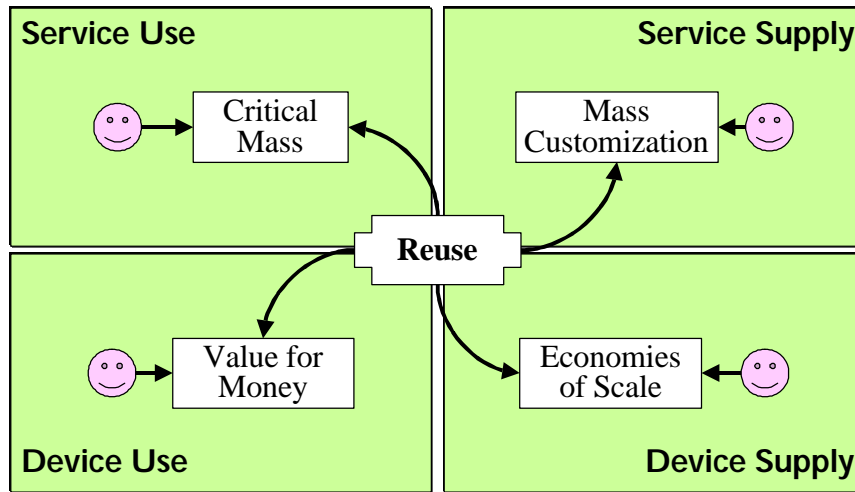 Service Use
Service Supply
Critical
Mass
Mass
Customization
Reuse
Value for
Money
Economies
of Scale
Device Use
Device Supply